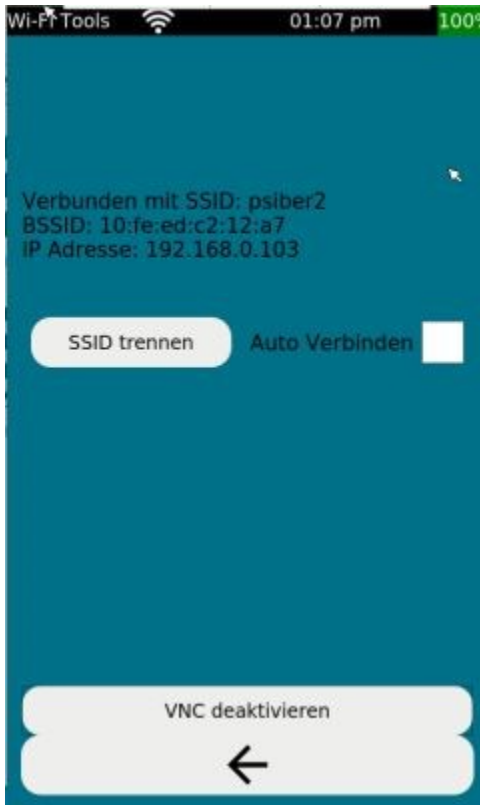 Wi-Fi Tools 01:07 pm 100%
Verbunden mit SSID: psiber2
BSSID: 10:fe:ed:c2:12:a7
IP Adresse: 192.168.0.103
SSID trennen Auto Verbinden
VNC deaktivieren